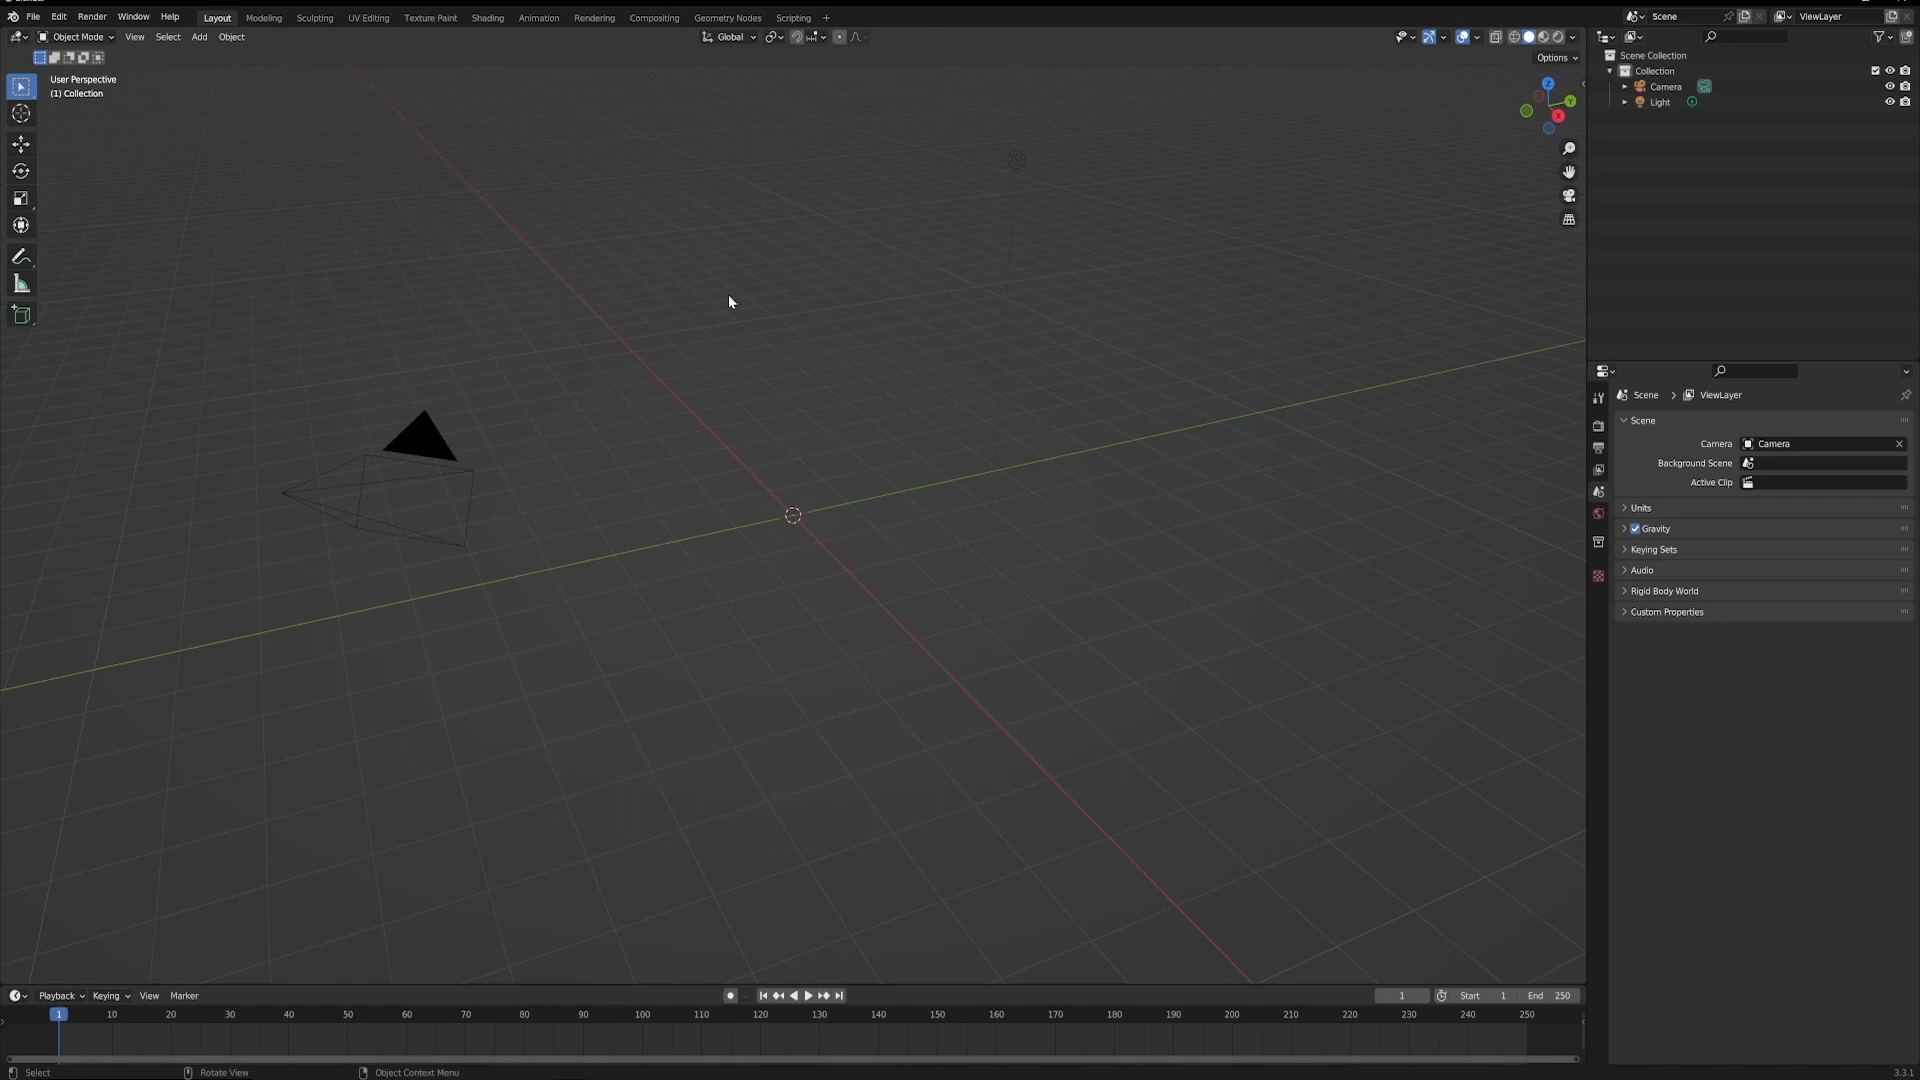 File Edit Render Window Help Layout Modeling Sculpting UV Editing Texture Paint Shading Animation Rendering Compositing Geometry Nodes Scripting + Scene ViewLayer
Object Mode View Select Add Object Global
Options
User Perspective
(1) Collection
Z
Y
X
Scene Collection
Collection
Camera
Light
Scene > ViewLayer
Scene
Camera Camera
Background Scene
Active Clip
Units
Gravity
Keying Sets
Audio
Rigid Body World
Custom Properties
Playback Keying View Marker 1 Start 1 End 250
1 10 20 30 40 50 60 70 80 90 100 110 120 130 140 150 160 170 180 190 200 210 220 230 240 250
Select Rotate View Object Context Menu 3.3.1